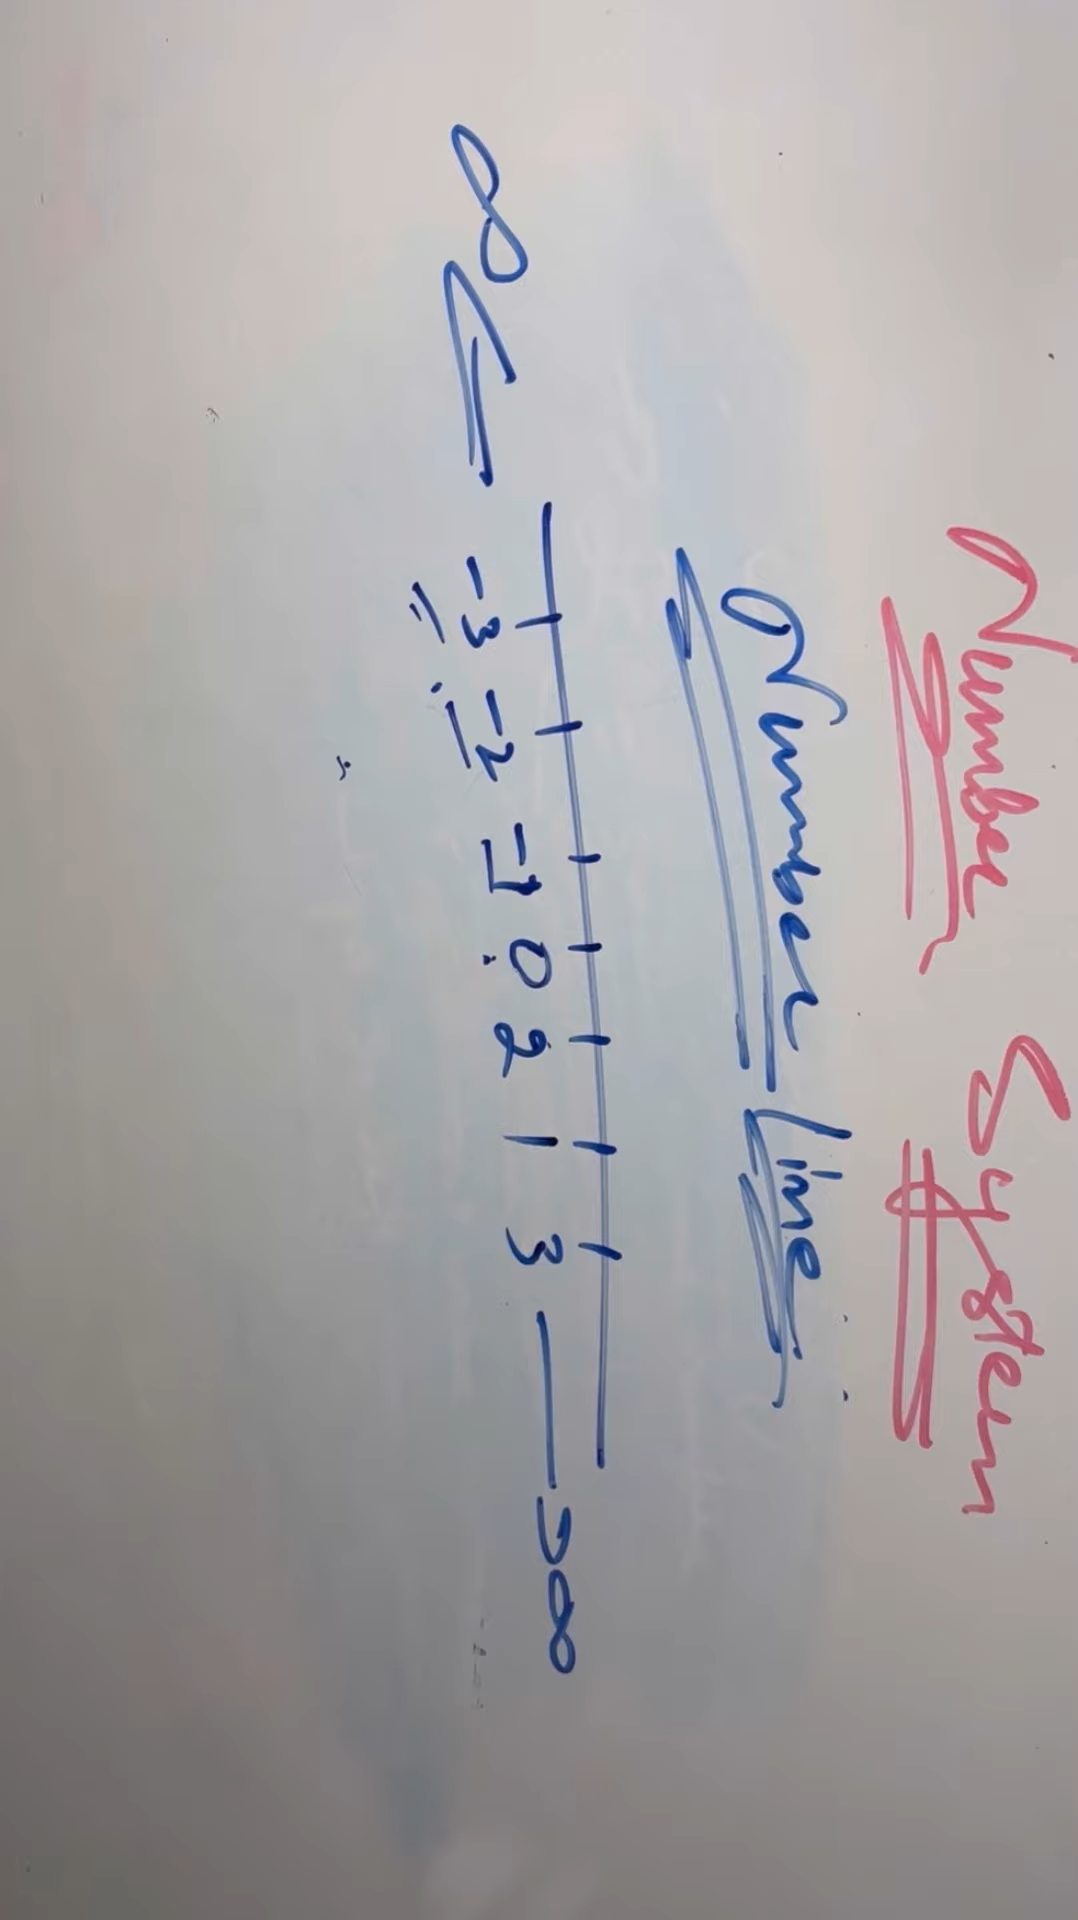 Number System
Number Line
∞ ← -3 -2 -1 0 2 1 3 → ∞